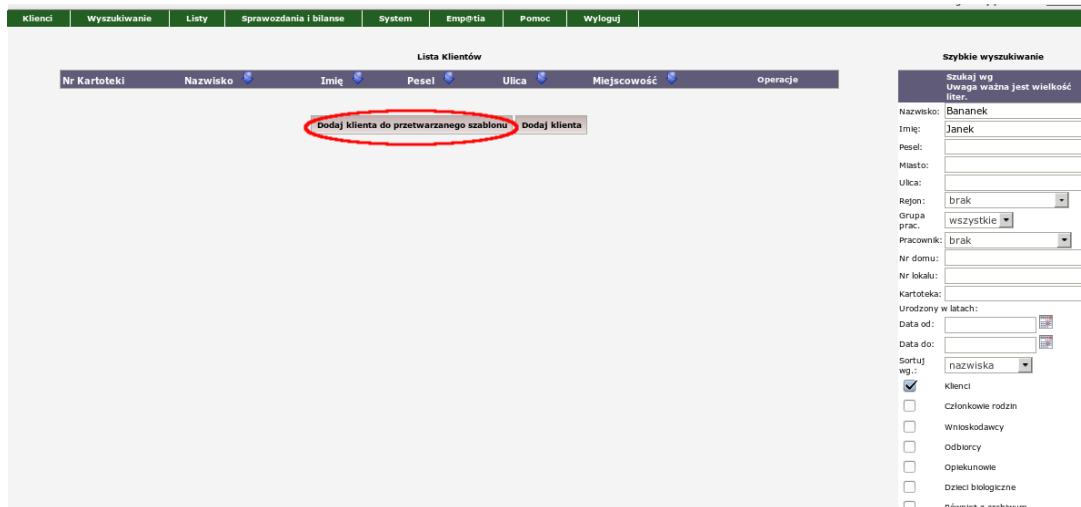 Klienci Wyszukiwanie Listy Sprawozdania i bilanse System Emp@tia Pomoc Wyloguj
Lista Klientów
Nr Kartoteki Nazwisko Imię Pesel Ulica Miejscowość Operacje
Dodaj klienta do przetwarzanego szablonu Dodaj klienta
Szybkie wyszukiwanie
Szukaj wg
Uwaga ważna jest wielkość
liter.
Nazwisko: Bananek
Imię: Janek
Pesel:
Miasto:
Ulica:
Rejon: brak
Grupa
prac. wszystkie
Pracownik: brak
Nr domu:
Nr lokalu:
Kartoteka:
Urodzony w latach:
Data od:
Data do:
Sortuj
wg.: nazwiska
Klienci
Członkowie rodzin
Wnioskodawcy
Odbiorcy
Opiekunowie
Dzieci biologiczne